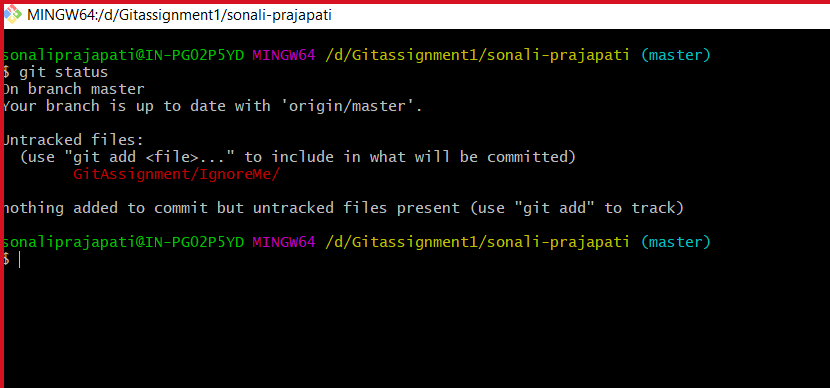 MINGW64:/d/Gitassignment1/sonali-prajapati
sonaliprajapati@IN-PG02P5YD MINGW64 /d/Gitassignment1/sonali-prajapati (master)
$ git status
On branch master
Your branch is up to date with 'origin/master'.
Untracked files:
(use "git add <file>..." to include in what will be committed)
GitAssignment/IgnoreMe/
nothing added to commit but untracked files present (use "git add" to track)
sonaliprajapati@IN-PG02P5YD MINGW64 /d/Gitassignment1/sonali-prajapati (master)
$